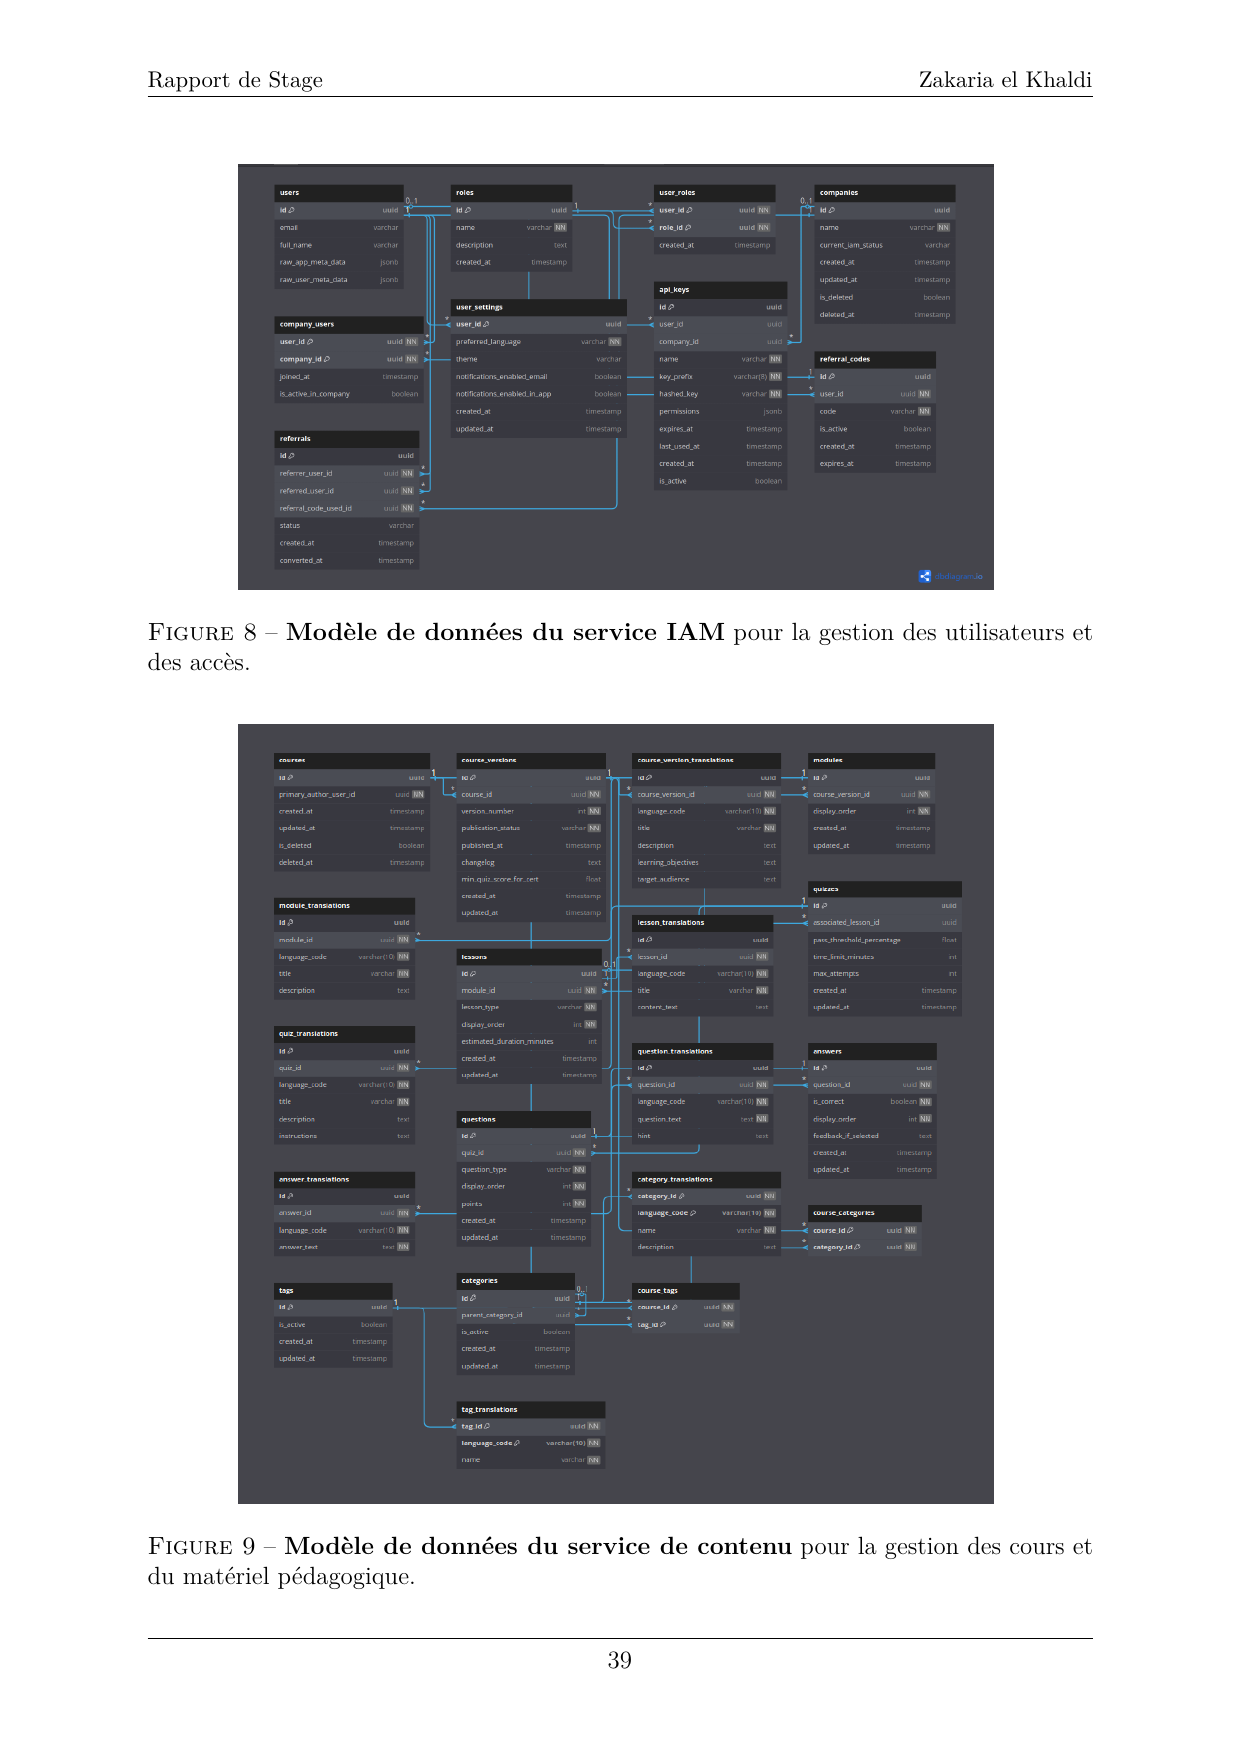 Rapport de Stage
Zakaria el Khaldi
users
id uuid
email varchar
full_name varchar
raw_app_meta_data jsonb
raw_user_meta_data jsonb
roles
id uuid
name varchar NN
description text
created_at timestamp
user_roles
user_id uuid NN
role_id uuid NN
created_at timestamp
companies
id uuid
name varchar NN
current_iam_status varchar
created_at timestamp
updated_at timestamp
is_deleted boolean
deleted_at timestamp
company_users
user_id uuid NN
company_id uuid NN
joined_at timestamp
is_active_in_company boolean
user_settings
user_id uuid
preferred_language varchar NN
theme varchar
notifications_enabled_email boolean
notifications_enabled_in_app boolean
created_at timestamp
updated_at timestamp
api_keys
id uuid
user_id uuid
company_id uuid
name varchar NN
key_prefix varchar(8) NN
hashed_key varchar NN
permissions jsonb
expires_at timestamp
last_used_at timestamp
created_at timestamp
is_active boolean
referral_codes
id uuid
user_id uuid NN
code varchar NN
is_active boolean
created_at timestamp
expires_at timestamp
referrals
id uuid
referrer_user_id uuid NN
referred_user_id uuid NN
referral_code_used_id uuid NN
status varchar
created_at timestamp
converted_at timestamp
dbdiagram.io
FIGURE 8 – Modèle de données du service IAM pour la gestion des utilisateurs et
des accès.
courses
id uuid
primary_author_user_id uuid NN
created_at timestamp
updated_at timestamp
is_deleted boolean
deleted_at timestamp
course_versions
id uuid
course_id uuid NN
version_number int NN
publication_status varchar NN
published_at timestamp
changelog text
min_quiz_score_for_cert float
created_at timestamp
updated_at timestamp
course_version_translations
id uuid
course_version_id uuid NN
language_code varchar(10) NN
title varchar NN
description text
learning_objectives text
target_audience text
modules
id uuid
course_version_id uuid NN
display_order int NN
created_at timestamp
updated_at timestamp
module_translations
id uuid
module_id uuid NN
language_code varchar(10) NN
title varchar NN
description text
lessons
id uuid
module_id uuid NN
lesson_type varchar NN
display_order int NN
estimated_duration_minutes int
created_at timestamp
updated_at timestamp
lesson_translations
id uuid
lesson_id uuid NN
language_code varchar(10) NN
title varchar NN
content_text text
quizzes
id uuid
associated_lesson_id uuid
pass_threshold_percentage float
time_limit_minutes int
max_attempts int
created_at timestamp
updated_at timestamp
quiz_translations
id uuid
quiz_id uuid NN
language_code varchar(10) NN
title varchar NN
description text
instructions text
questions
id uuid
quiz_id uuid NN
question_type varchar NN
display_order int NN
points int NN
created_at timestamp
updated_at timestamp
question_translations
id uuid
question_id uuid NN
language_code varchar(10) NN
question_text text NN
hint text
answers
id uuid
question_id uuid NN
is_correct boolean NN
display_order int NN
feedback_if_selected text
created_at timestamp
updated_at timestamp
answer_translations
id uuid
answer_id uuid NN
language_code varchar(10) NN
answer_text text NN
category_translations
category_id uuid NN
language_code varchar(10) NN
name varchar NN
description text
course_categories
course_id uuid NN
category_id uuid NN
tags
id uuid
is_active boolean
created_at timestamp
updated_at timestamp
categories
id uuid
parent_category_id uuid
is_active boolean
created_at timestamp
updated_at timestamp
course_tags
course_id uuid NN
tag_id uuid NN
tag_translations
tag_id uuid NN
language_code varchar(10) NN
name varchar NN
FIGURE 9 – Modèle de données du service de contenu pour la gestion des cours et
du matériel pédagogique.
39